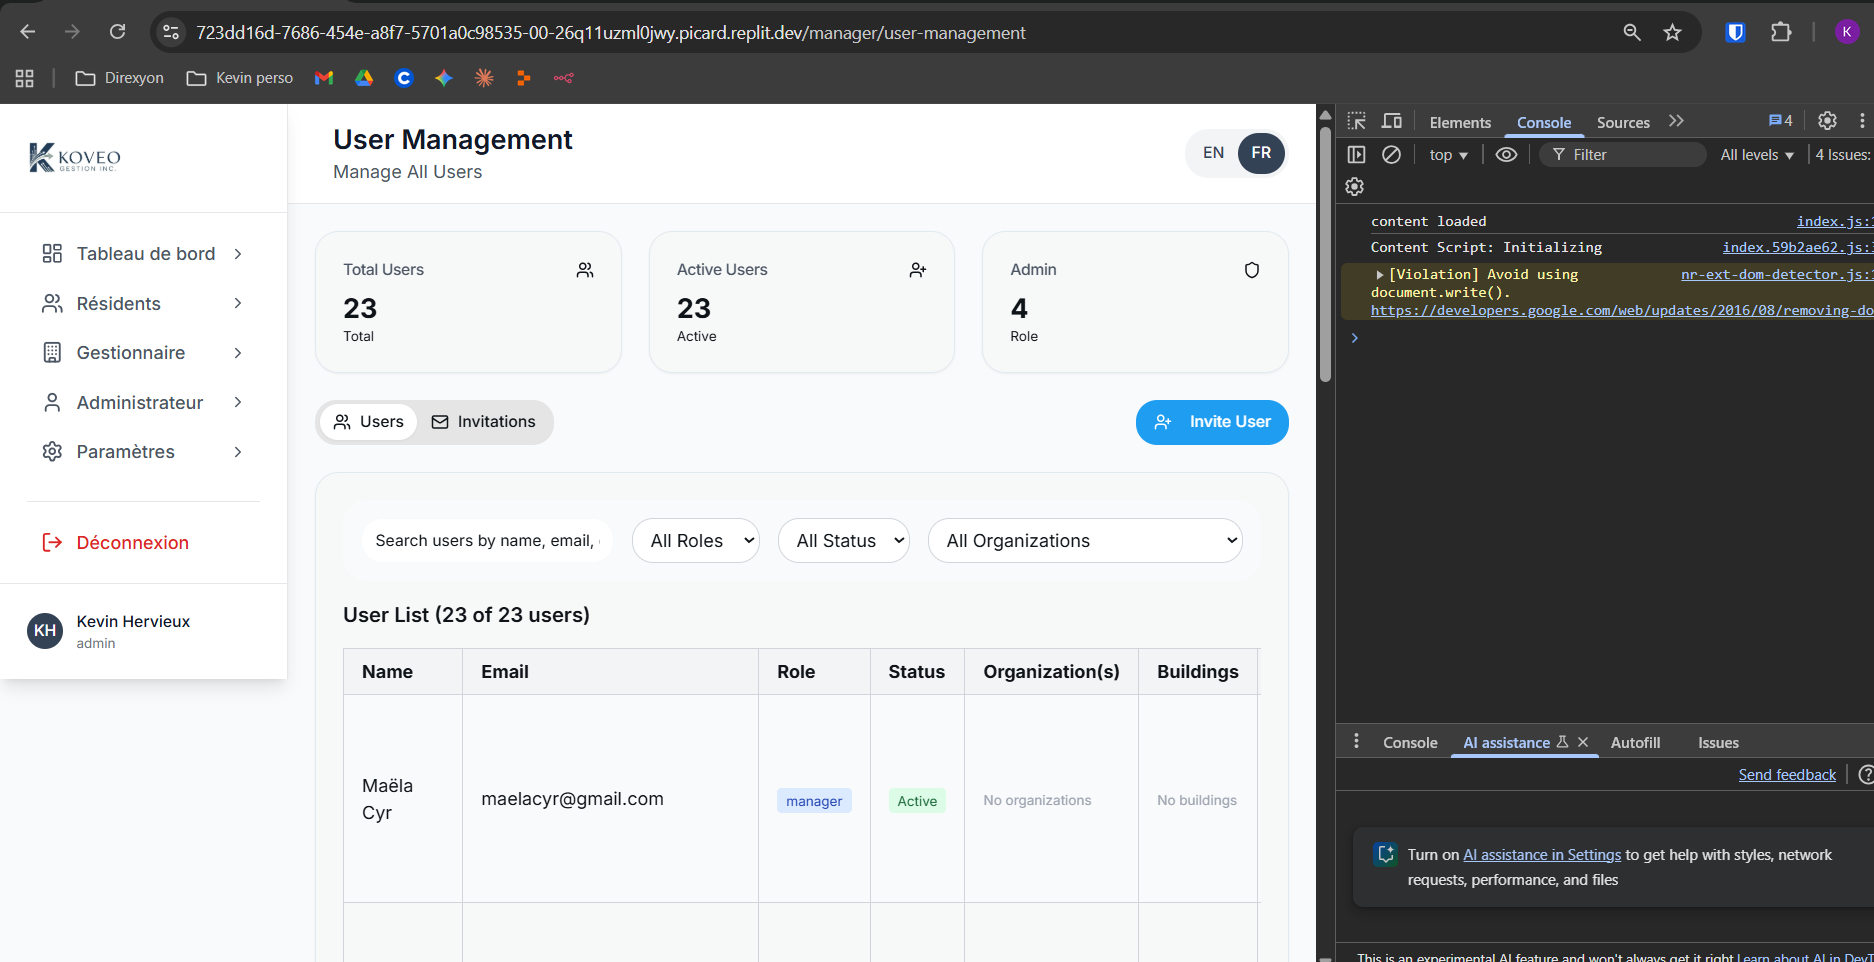 723dd16d-7686-454e-a8f7-5701a0c98535-00-26q11uzml0jwy.picard.replit.dev/manager/user-management
K
Direxyon
Kevin perso
KOVEO
GESTION INC.
User Management
Manage All Users
EN
FR
Tableau de bord
Résidents
Gestionnaire
Administrateur
Paramètres
Déconnexion
KH
Kevin Hervieux
admin
Total Users
23
Total
Active Users
23
Active
Admin
4
Role
Users
Invitations
Invite User
Search users by name, email,
All Roles
All Status
All Organizations
User List (23 of 23 users)
Name Email Role Status Organization(s) Buildings
Maëla
Cyr
maelacyr@gmail.com
manager
Active
No organizations
No buildings
Elements
Console
Sources
4
top
Filter
All levels
4 Issues:
content loaded index.js:
Content Script: Initializing index.59b2ae62.js:
[Violation] Avoid using nr-ext-dom-detector.js:
document.write().
https://developers.google.com/web/updates/2016/08/removing-do
Console
AI assistance
Autofill
Issues
Send feedback
Turn on AI assistance in Settings to get help with styles, network
requests, performance, and files
This is an experimental AI feature and won't always get it right Learn about AI in Dev